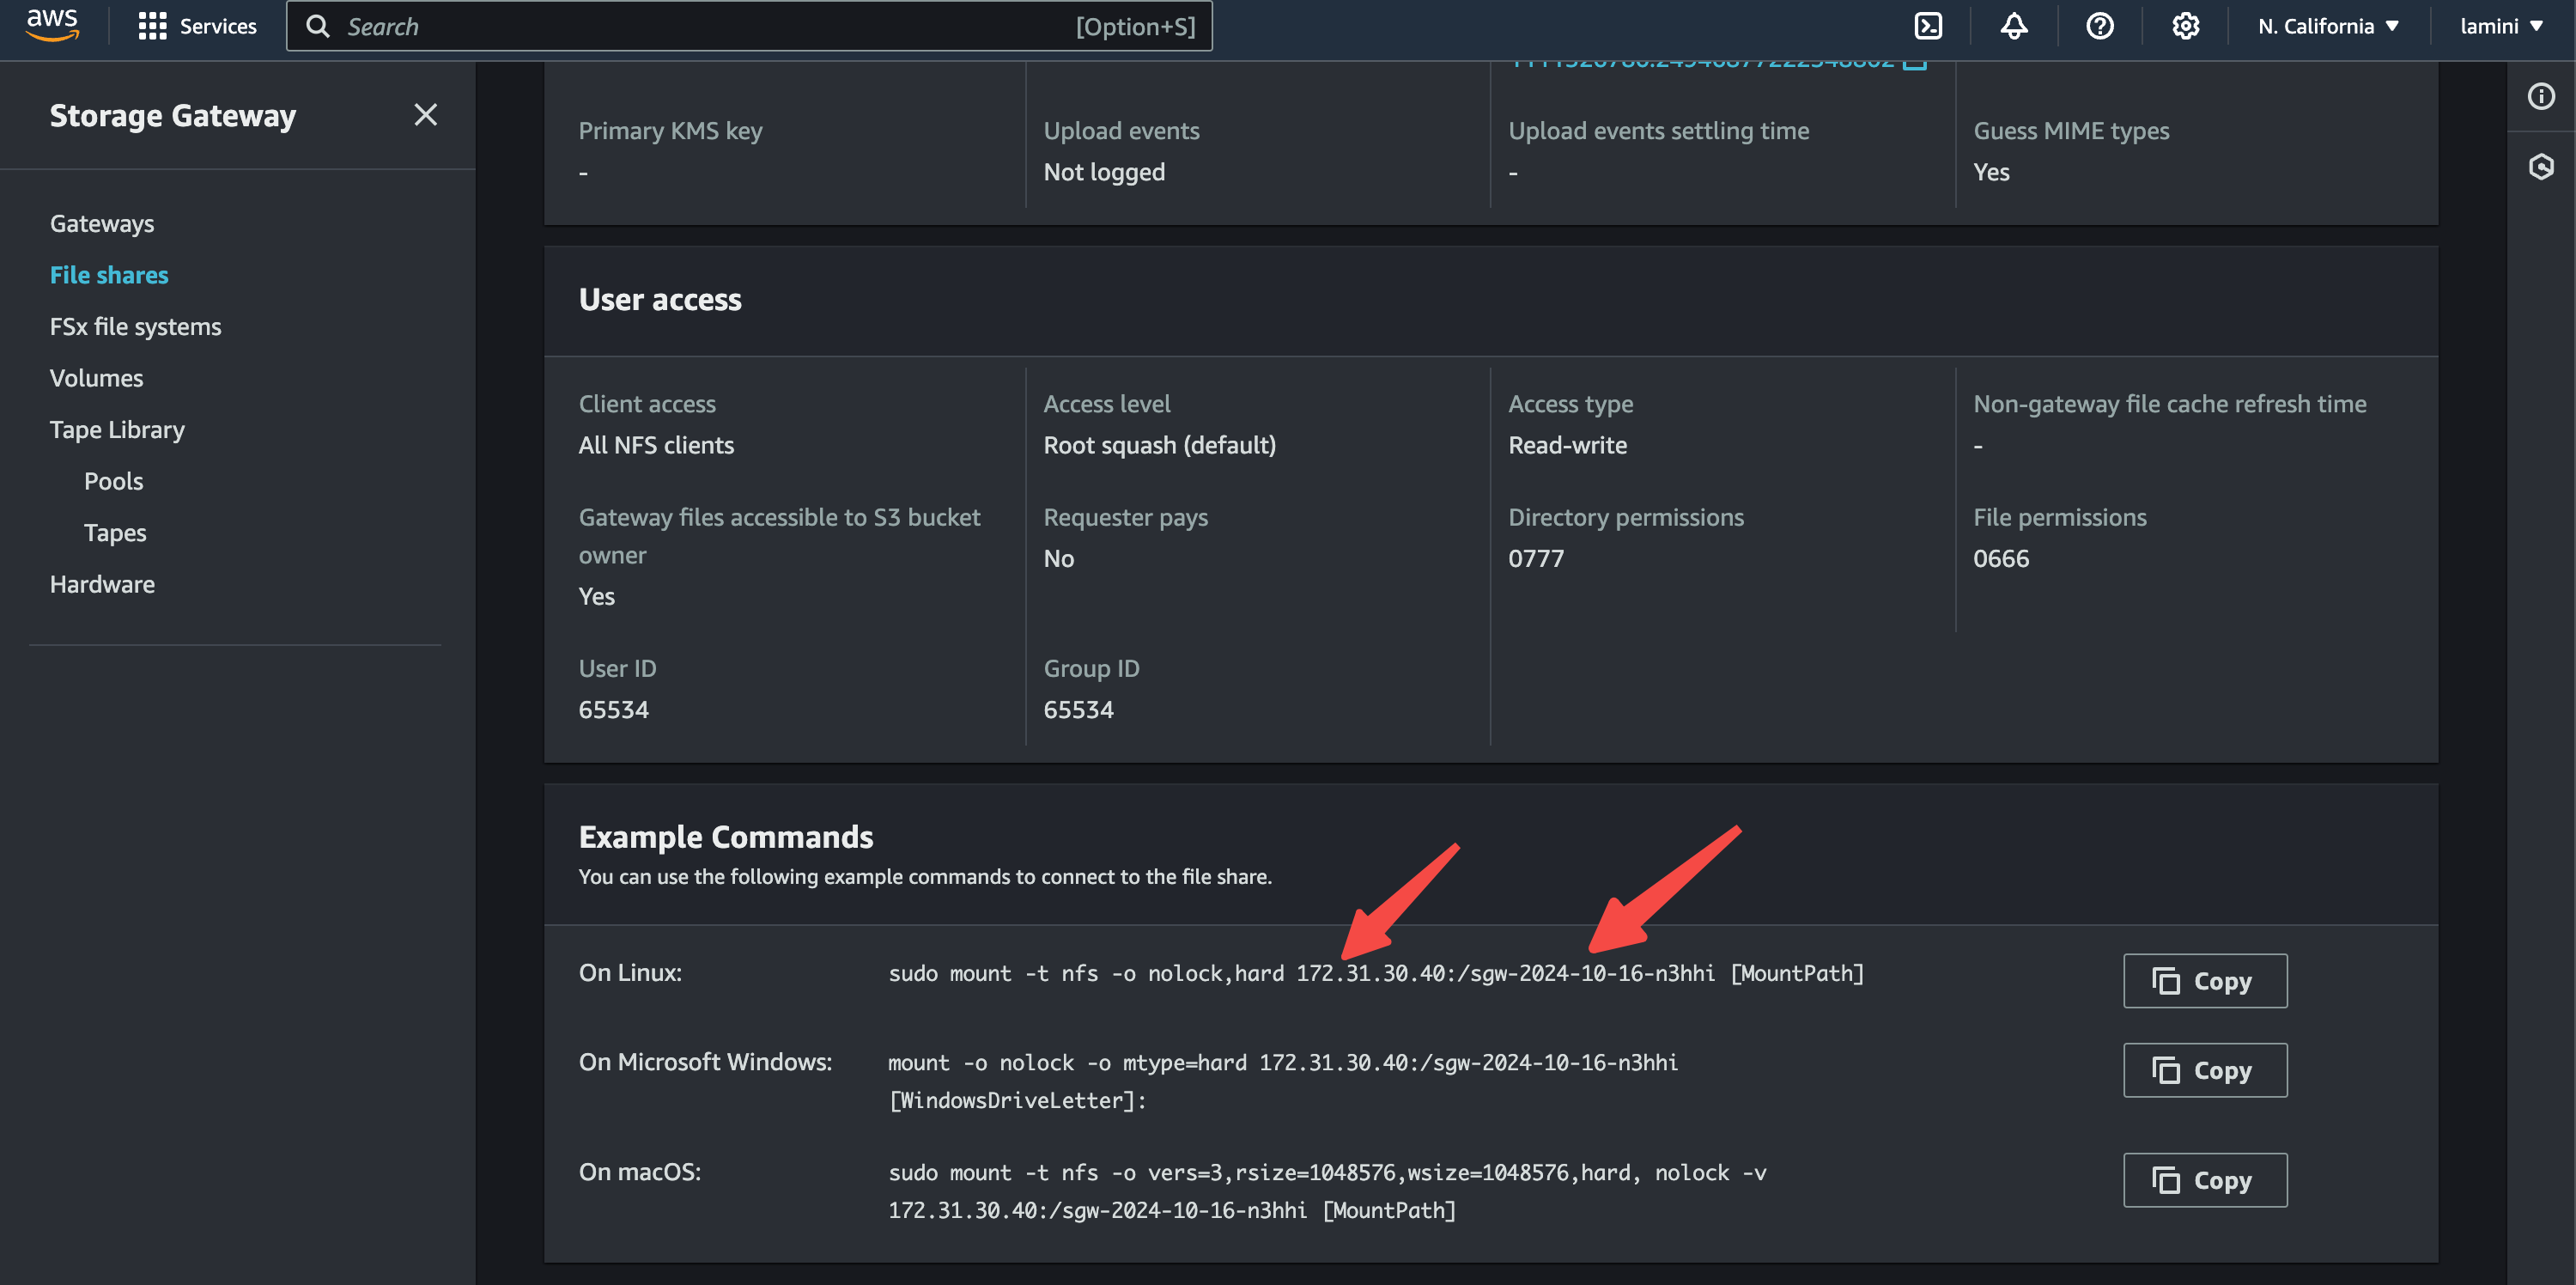 aws
Services
Search
[Option+S]
N. California
lamini
Storage Gateway
Gateways
File shares
FSx file systems
Volumes
Tape Library
Pools
Tapes
Hardware
Primary KMS key
-
Upload events
Not logged
Upload events settling time
-
Guess MIME types
Yes
User access
Client access
All NFS clients
Access level
Root squash (default)
Access type
Read-write
Non-gateway file cache refresh time
-
Gateway files accessible to S3 bucket
owner
Yes
Requester pays
No
Directory permissions
0777
File permissions
0666
User ID
65534
Group ID
65534
Example Commands
You can use the following example commands to connect to the file share.
On Linux:
sudo mount -t nfs -o nolock,hard 172.31.30.40:/sgw-2024-10-16-n3hhi [MountPath]
Copy
On Microsoft Windows:
mount -o nolock -o mtype=hard 172.31.30.40:/sgw-2024-10-16-n3hhi
[WindowsDriveLetter]:
Copy
On macOS:
sudo mount -t nfs -o vers=3,rsize=1048576,wsize=1048576,hard, nolock -v
172.31.30.40:/sgw-2024-10-16-n3hhi [MountPath]
Copy